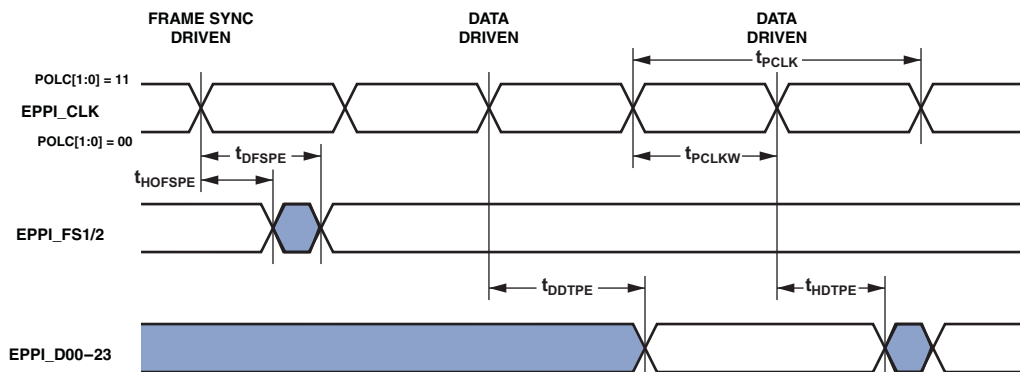 FRAME SYNC
DRIVEN
DATA
DRIVEN
DATA
DRIVEN
tPCLK
POLC[1:0] = 11
EPPI_CLK
POLC[1:0] = 00
tDFSPE
tPCLKW
tHOFSPE
EPPI_FS1/2
tDDTPE
tHDTPE
EPPI_D00–23